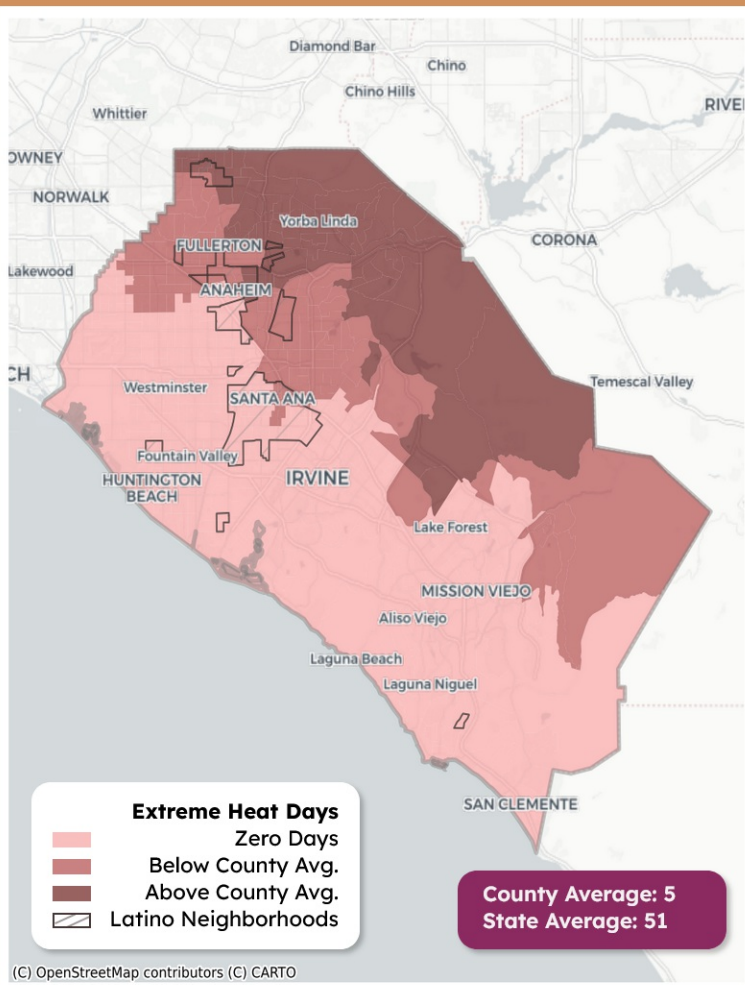 Diamond Bar
Chino
Chino Hills
Whittier
RIVE
OWNEY
NORWALK
Yorba Linda
CORONA
FULLERTON
Lakewood
ANAHEIM
CH
Temescal Valley
Westminster
SANTA ANA
Fountain Valley
HUNTINGTON
BEACH
IRVINE
Lake Forest
MISSION VIEJO
Aliso Viejo
Laguna Beach
Laguna Niguel
SAN CLEMENTE
Extreme Heat Days
Zero Days
Below County Avg.
Above County Avg.
Latino Neighborhoods
County Average: 5
State Average: 51
(C) OpenStreetMap contributors (C) CARTO